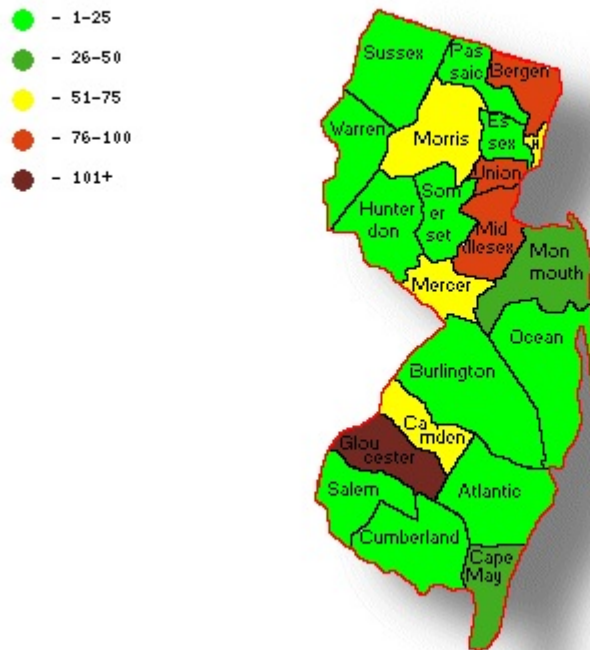 - 1-25
- 26-50
- 51-75
- 76-100
- 101+
Sussex
Pas
saic
Bergen
Warren
Morris
Es
sex
H
Union
Hunter
don
Som
er
set
Mid
dlesex
Mon
mouth
Mercer
Ocean
Burlington
Ca
mden
Glou
cester
Salem
Atlantic
Cumberland
Cape
May